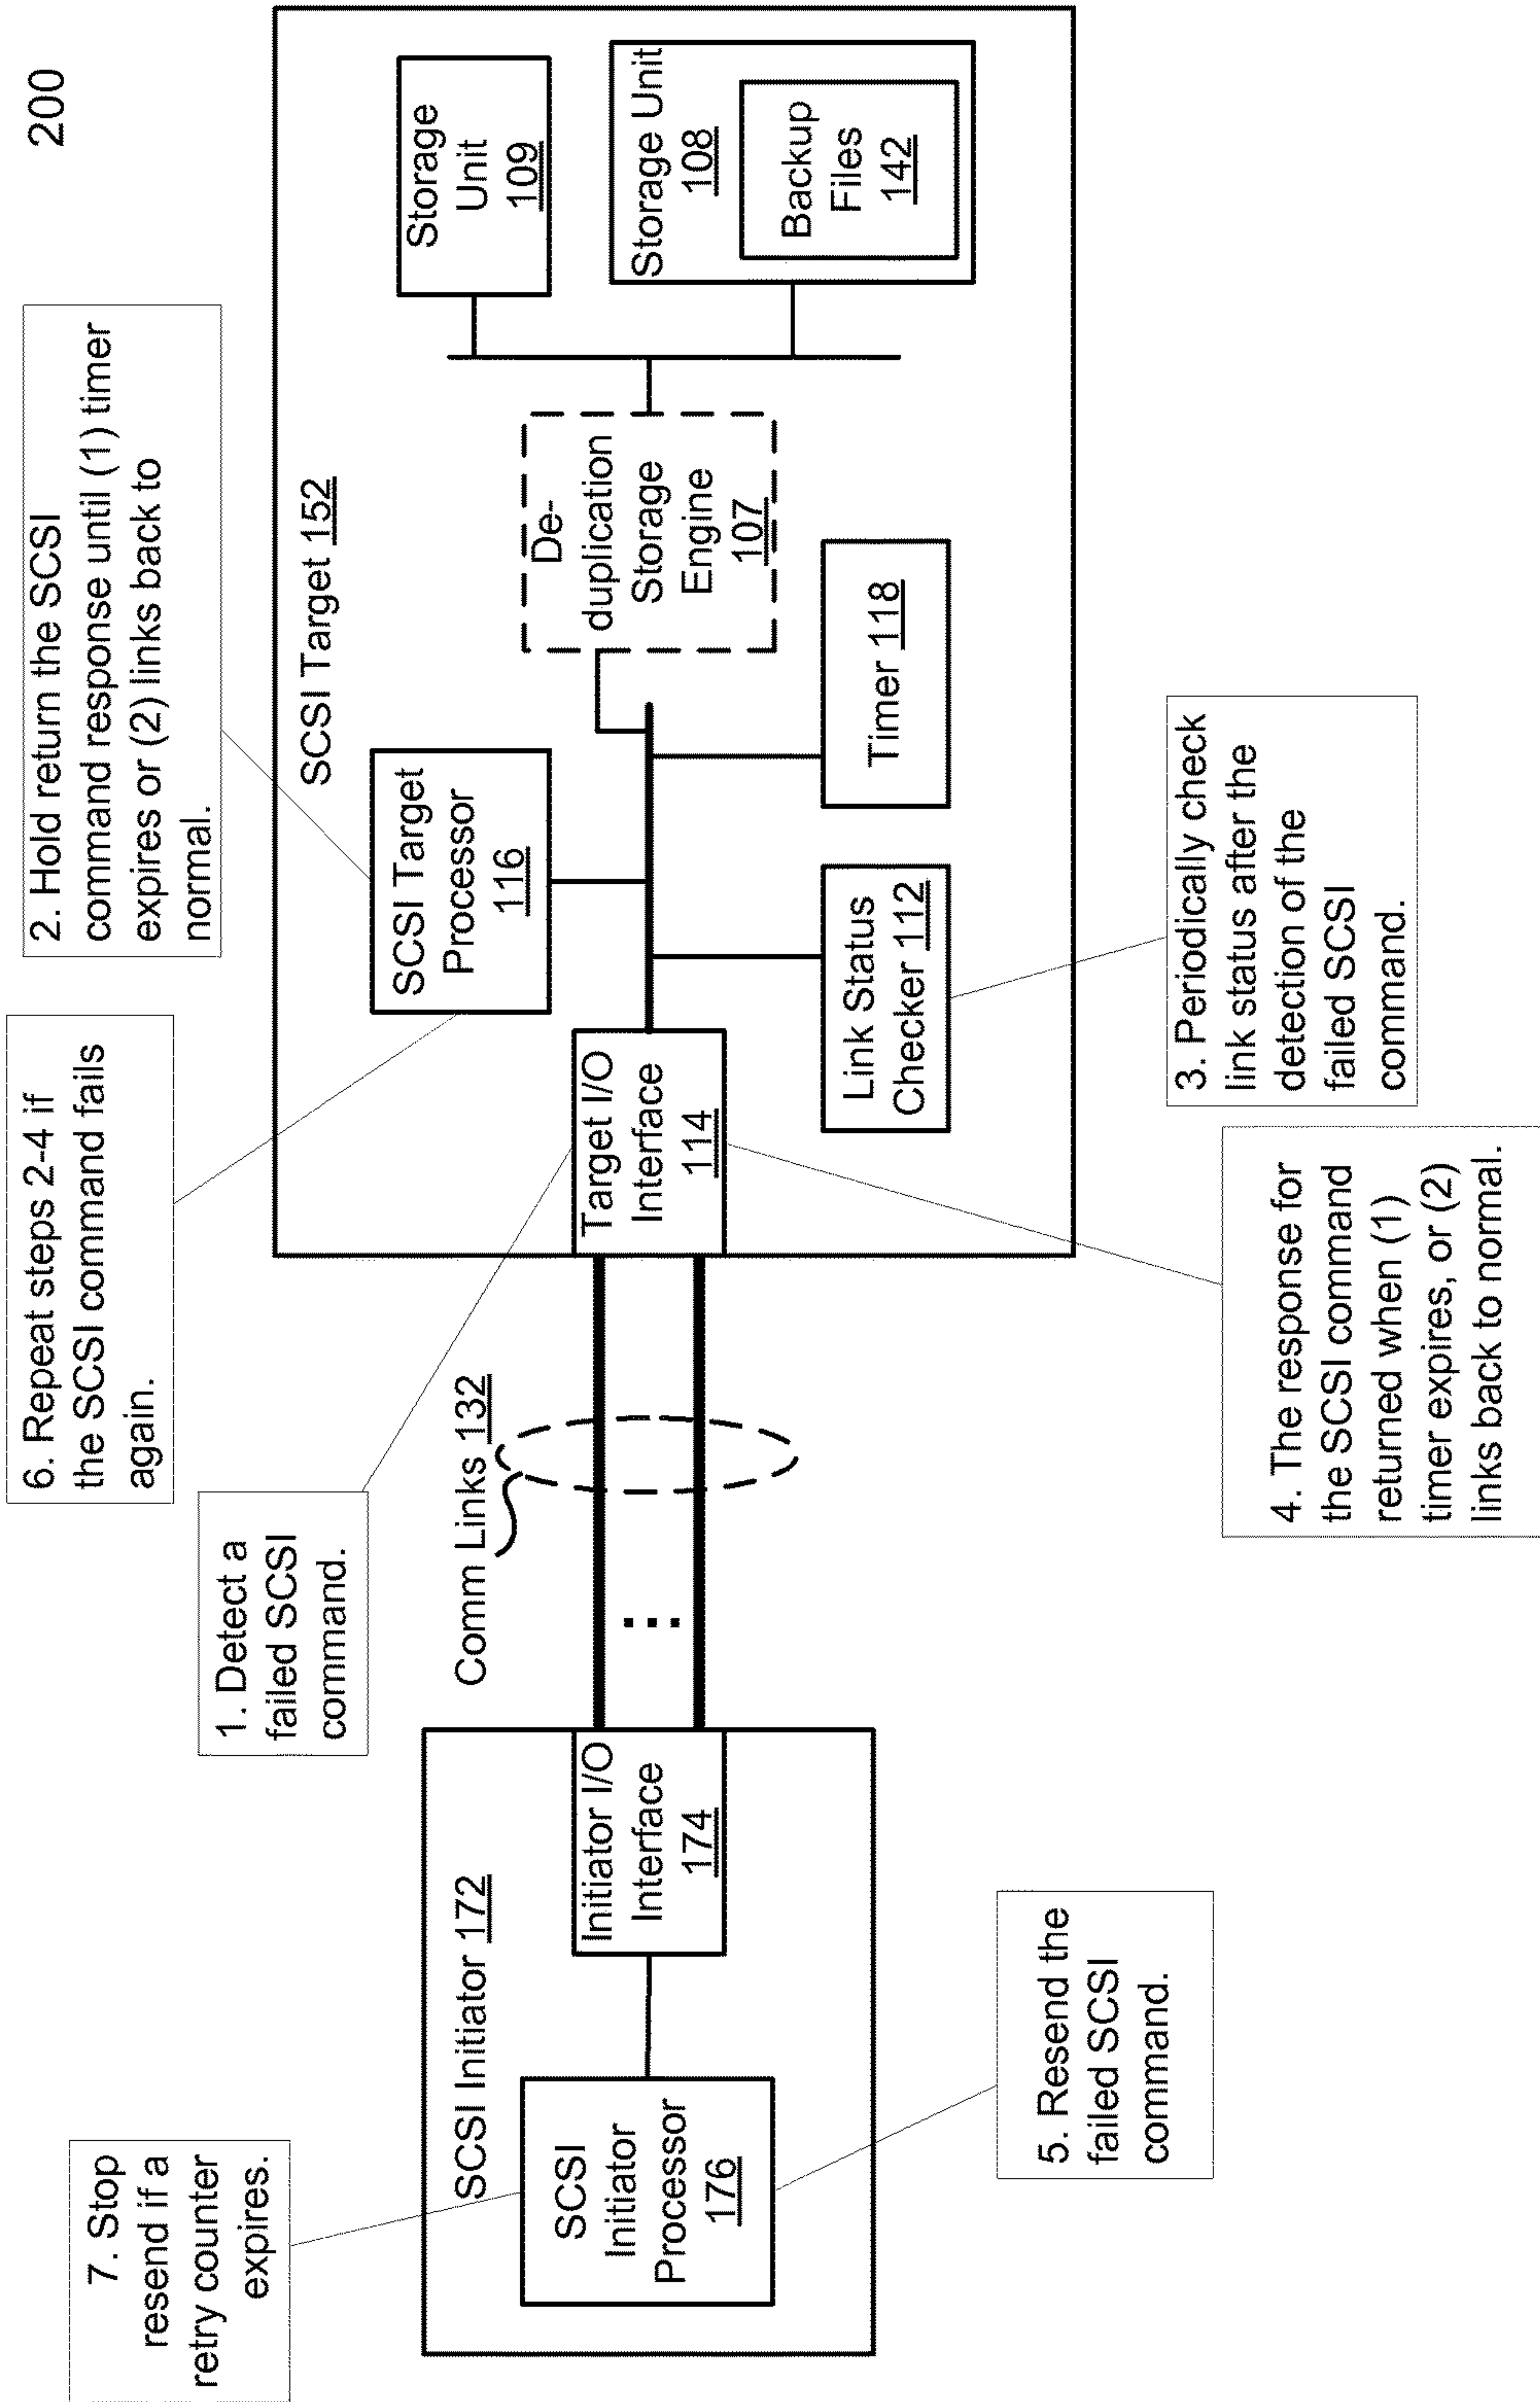 200
2. Hold return the SCSI
command response until (1) timer
expires or (2) links back to
normal.
6. Repeat steps 2-4 if
the SCSI command fails
again.
1. Detect a
failed SCSI
command.
7. Stop
resend if a
retry counter
expires.
SCSI Initiator 172
SCSI
Initiator
Processor
176
Initiator I/O
Interface
174
Comm Links 132
...
SCSI Target 152
Target I/O
Interface
114
SCSI Target
Processor
116
Link Status
Checker 112
Timer 118
De-
duplication
Storage
Engine
107
Storage
Unit
109
Storage Unit
108
Backup
Files
142
5. Resend the
failed SCSI
command.
4. The response for
the SCSI command
returned when (1)
timer expires, or (2)
links back to normal.
3. Periodically check
link status after the
detection of the
failed SCSI
command.